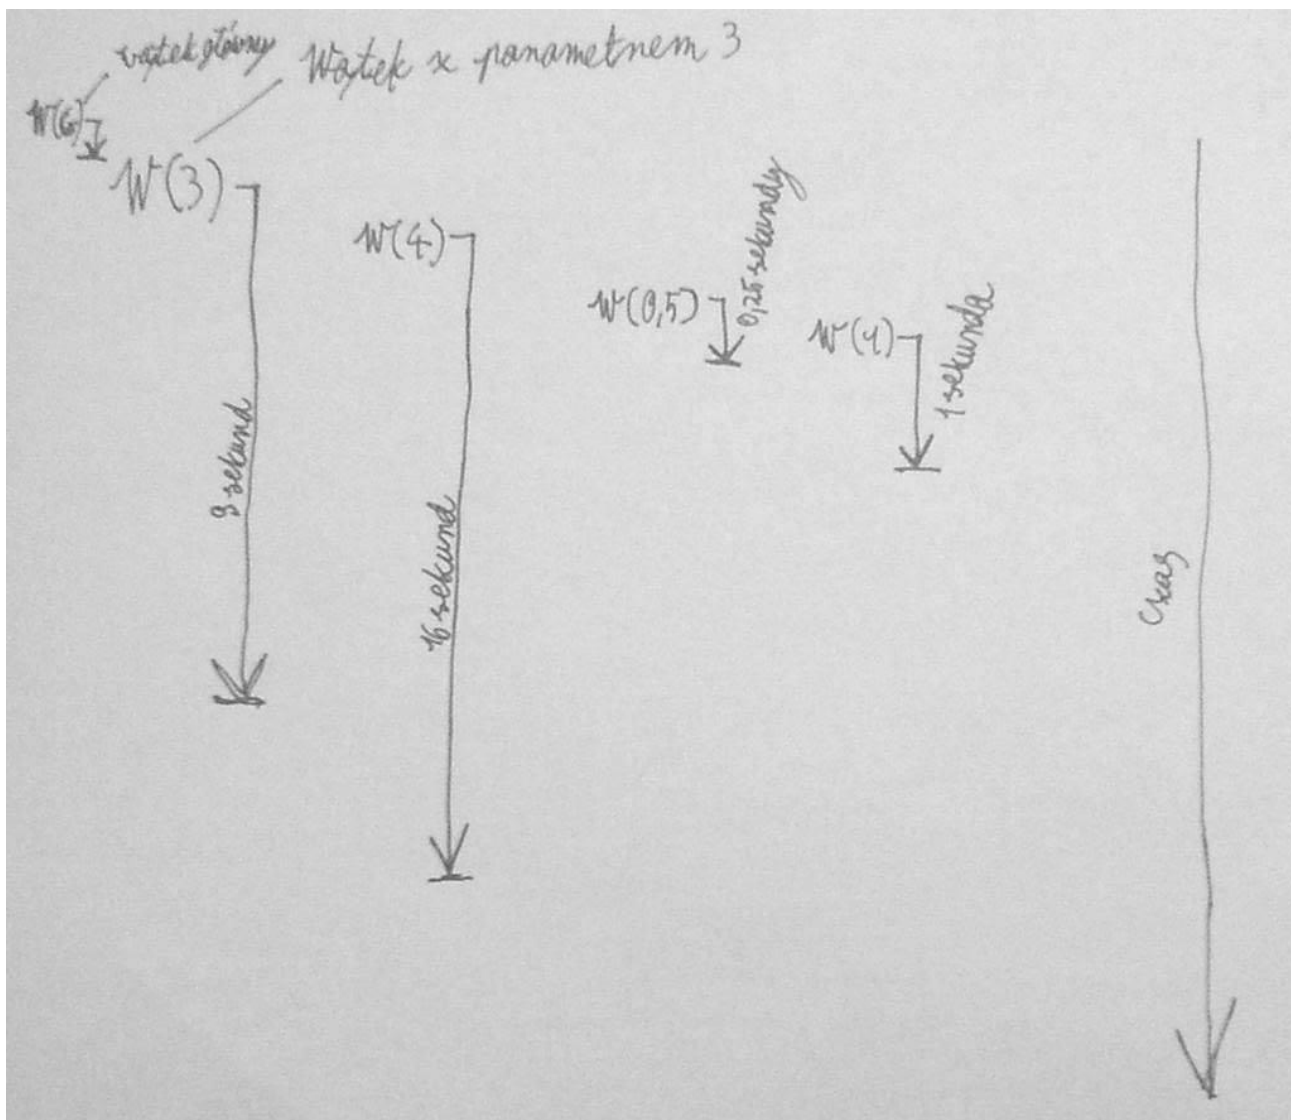 wątek główny
Wątek z parametrem 3
W(G)
W(3)
W(4)
W(0,5)
0,25 sekundy
W(1)
1 sekunda
9 sekund
16 sekund
Czas